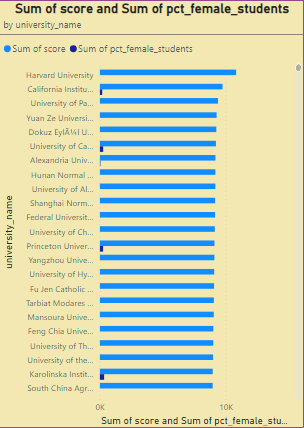 Sum of score and Sum of pct_female_students
by university_name
Sum of score Sum of pct_female_students
Harvard University
California Institu...
University of Pa...
Yuan Ze Universi...
Dokuz EylÃ¼l U...
University of Ca...
Alexandria Univ...
Hunan Normal ...
University of Al...
Shanghai Norm...
Federal Universit...
University of Ch...
Princeton Univer...
Yangzhou Unive...
University of Hy...
Fu Jen Catholic ...
Tarbiat Modares ...
Mansoura Unive...
Feng Chia Unive...
University of Th...
University of the...
Karolinska Instit...
South China Agr...
university_name
0K 10K
Sum of score and Sum of pct_female_stu...